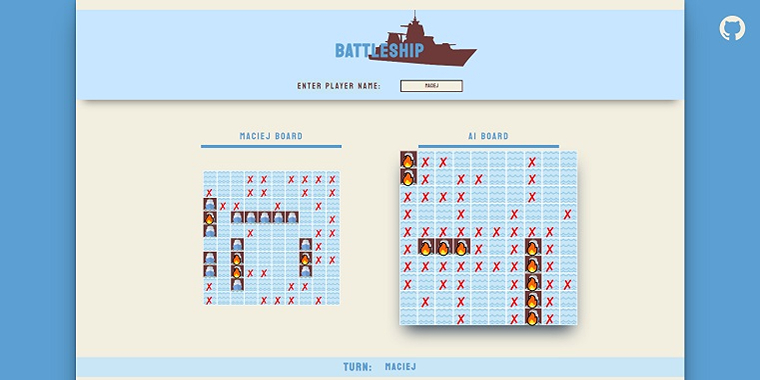 BATTLESHIP
ENTER PLAYER NAME: MACIEJ
MACIEJ BOARD
AI BOARD
TURN: MACIEJ